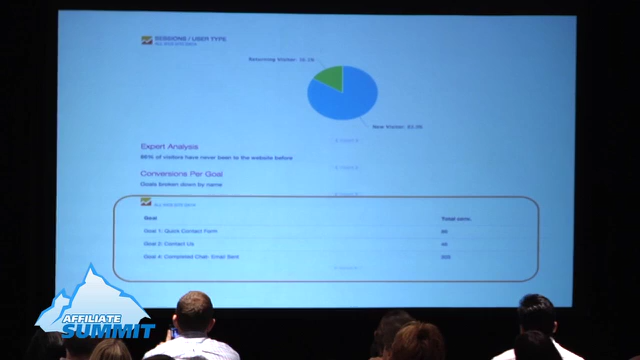 SESSIONS / USER TYPE
Returning Visitor:
New Visitor:
Expert Analysis
of visitors have never been to the website before
Conversions Per Goal
Goals broken down by name
Goal
Total conv.
Goal 1: Quick Contact Form
Goal 2: Contact Us
Goal 4: Completed Chat: Email Sent
AFFILIATE
SUMMIT